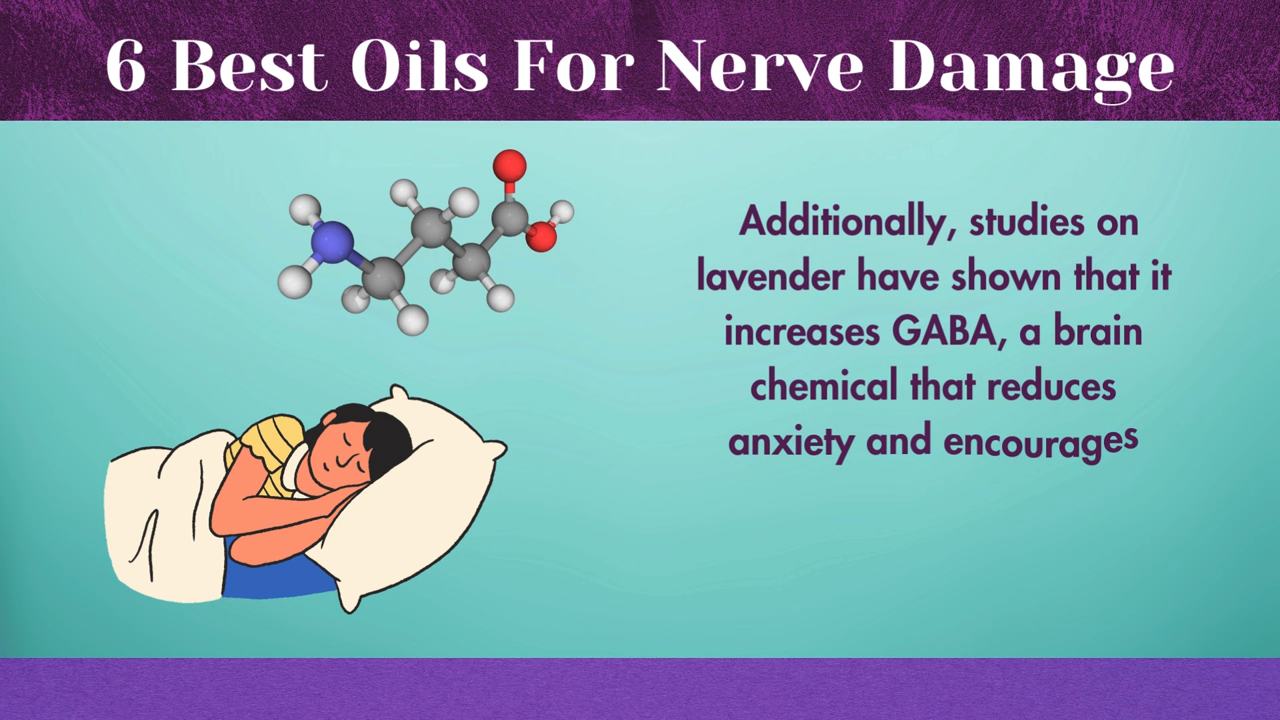 6 Best Oils For Nerve Damage
Additionally, studies on
lavender have shown that it
increases GABA, a brain
chemical that reduces
anxiety and encourages